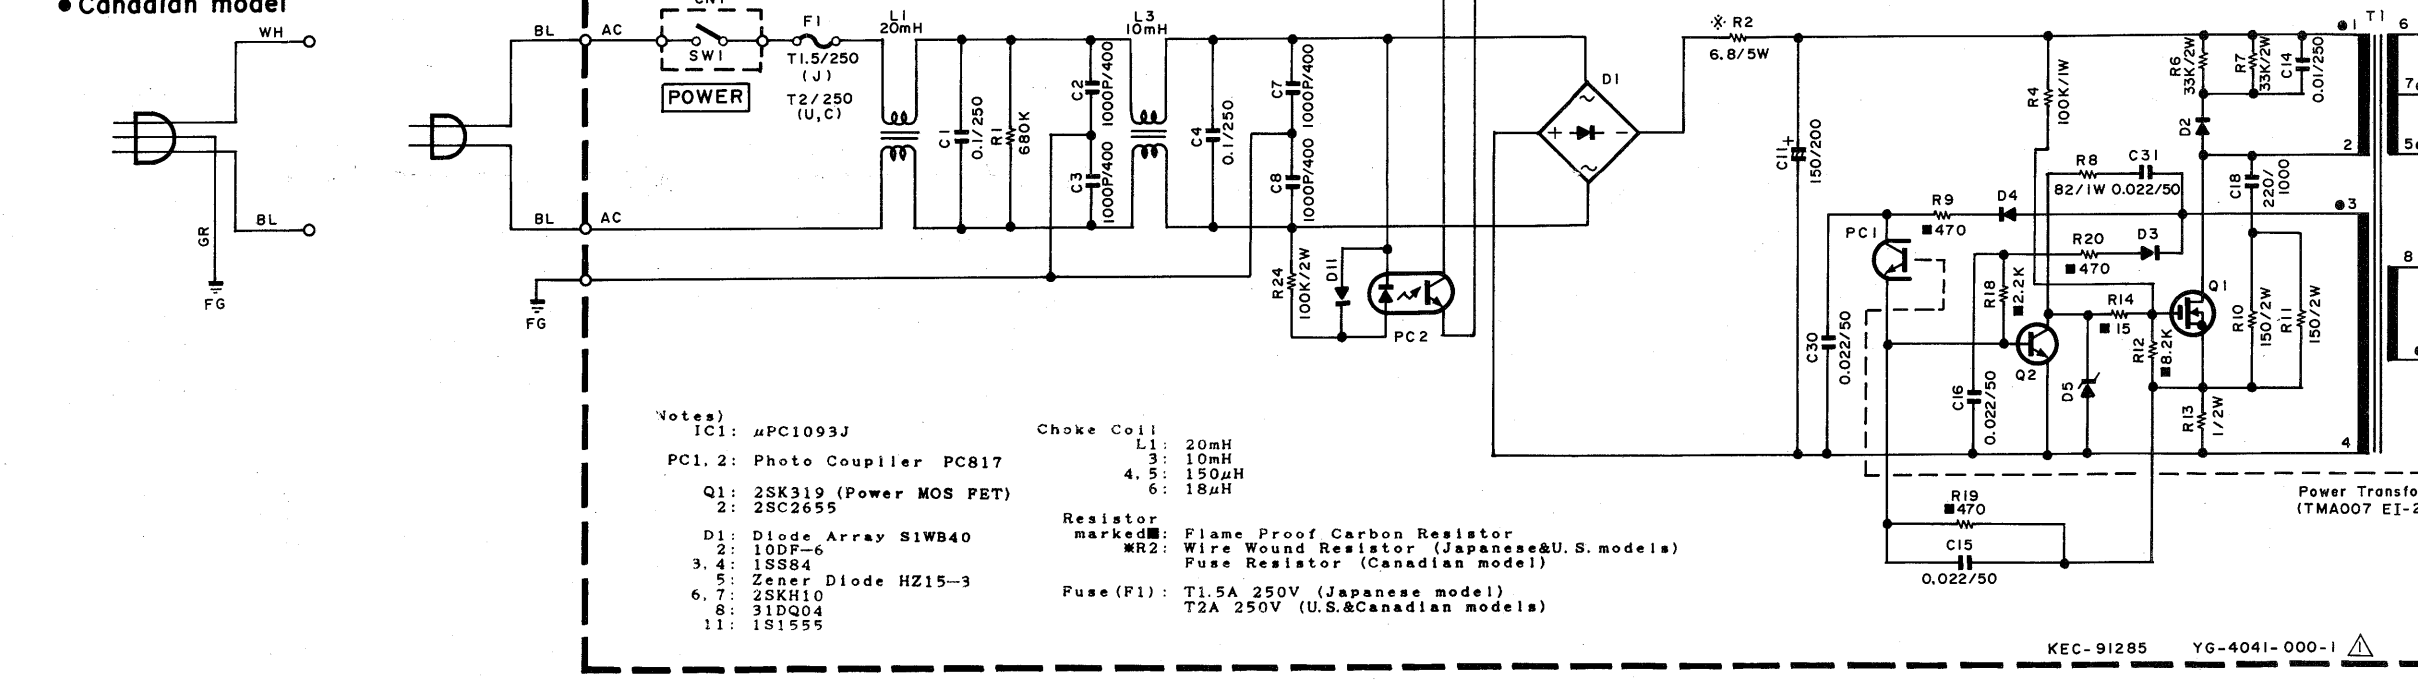 ● Canadian model
WH
BL
GR
FG
BL
BL
FG
AC
AC
SW1
POWER
F1
T1.5/250
(J)
T2/250
(U,C)
L1
20mH
C1
0.1/250
R1
680K
C2
1000P/400
C3
1000P/400
L3
10mH
C4
0.1/250
C7
1000P/400
C8
1000P/400
R24
100K/2W
D11
PC2
D1
~
+ −
~
※ R2
6.8/5W
C11 +
150/200
R4
100K/1W
R6
33K/2W
R7
33K/2W
C14
0.01/250
D2
●1
T1
6
2
5
7
●3
4
8
R8
82/1W
C31
0.022/50
C18
220/
1000
R9
■470
D4
PC1
R20
■470
D3
R18
■2.2K
R14
■15
Q1
Q2
R12
■8.2K
R10
150/2W
R11
150/2W
C30
0.022/50
C16
0.022/50
D5
R13
1/2W
R19
■470
C15
0.022/50
Power Transfo
(TMA007 EI-2
Notes)
IC1: μPC1093J
PC1, 2: Photo Coupller PC817
Q1: 2SK319 (Power MOS FET)
2: 2SC2655
D1: Diode Array S1WB40
2: 10DF-6
3, 4: 1SS84
5: Zener Diode HZ15-3
6, 7: 2SKH10
8: 31DQ04
11: 1S1555
Choke Coil
L1: 20mH
3: 10mH
4, 5: 150μH
6: 18μH
Resistor
marked■: Flame Proof Carbon Resistor
※R2: Wire Wound Resistor (Japanese&U.S. models)
Fuse Resistor (Canadian model)
Fuse (F1): T1.5A 250V (Japanese model)
T2A 250V (U.S.&Canadian models)
KEC-91285
YG-4041-000-1